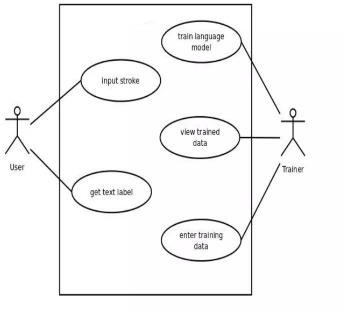 train language
model
input stroke
view trained
data
User
Trainer
get text label
enter training
data